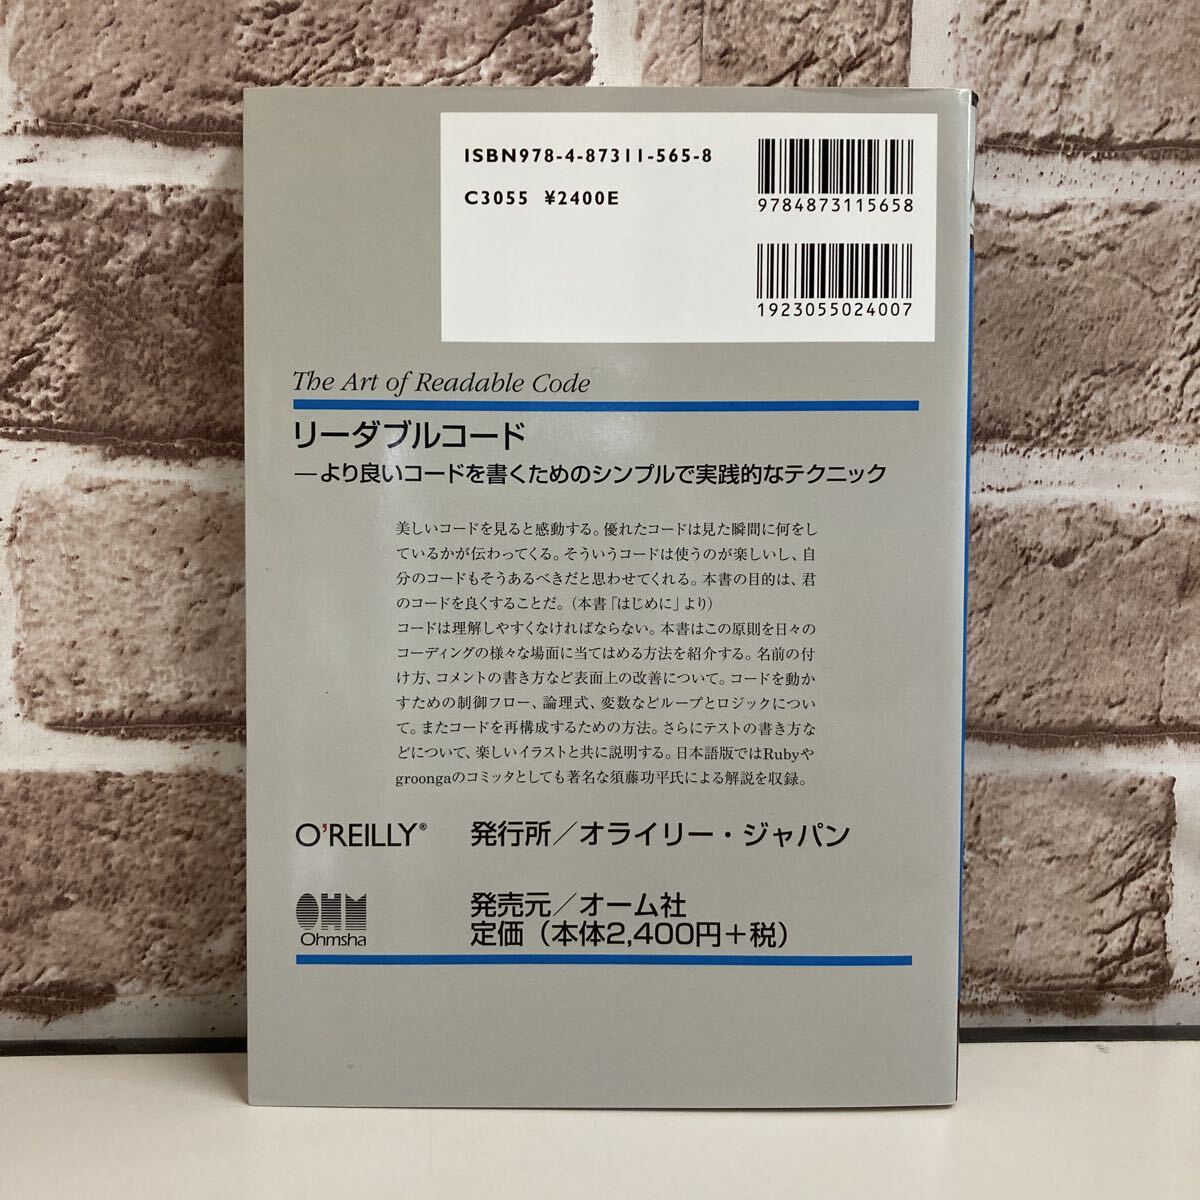 ISBN978-4-87311-565-8
C3055 ¥2400E
9784873115658
1923055024007
The Art of Readable Code
リーダブルコード
―より良いコードを書くためのシンプルで実践的なテクニック
美しいコードを見ると感動する。優れたコードは見た瞬間に何をし
ているかが伝わってくる。そういうコードは使うのが楽しいし、自
分のコードもそうあるべきだと思わせてくれる。本書の目的は、君
のコードを良くすることだ。(本書「はじめに」より)
コードは理解しやすくなければならない。本書はこの原則を日々の
コーディングの様々な場面に当てはめる方法を紹介する。名前の付
け方、コメントの書き方など表面上の改善について。コードを動か
すための制御フロー、論理式、変数などループとロジックについ
て。またコードを再構成するための方法。さらにテストの書き方な
どについて、楽しいイラストと共に説明する。日本語版ではRubyや
groongaのコミッタとしても著名な須藤功平氏による解説を収録。
O'REILLY®
発行所/オライリー・ジャパン
OHM
Ohmsha
発売元/オーム社
定価(本体2,400円+税)